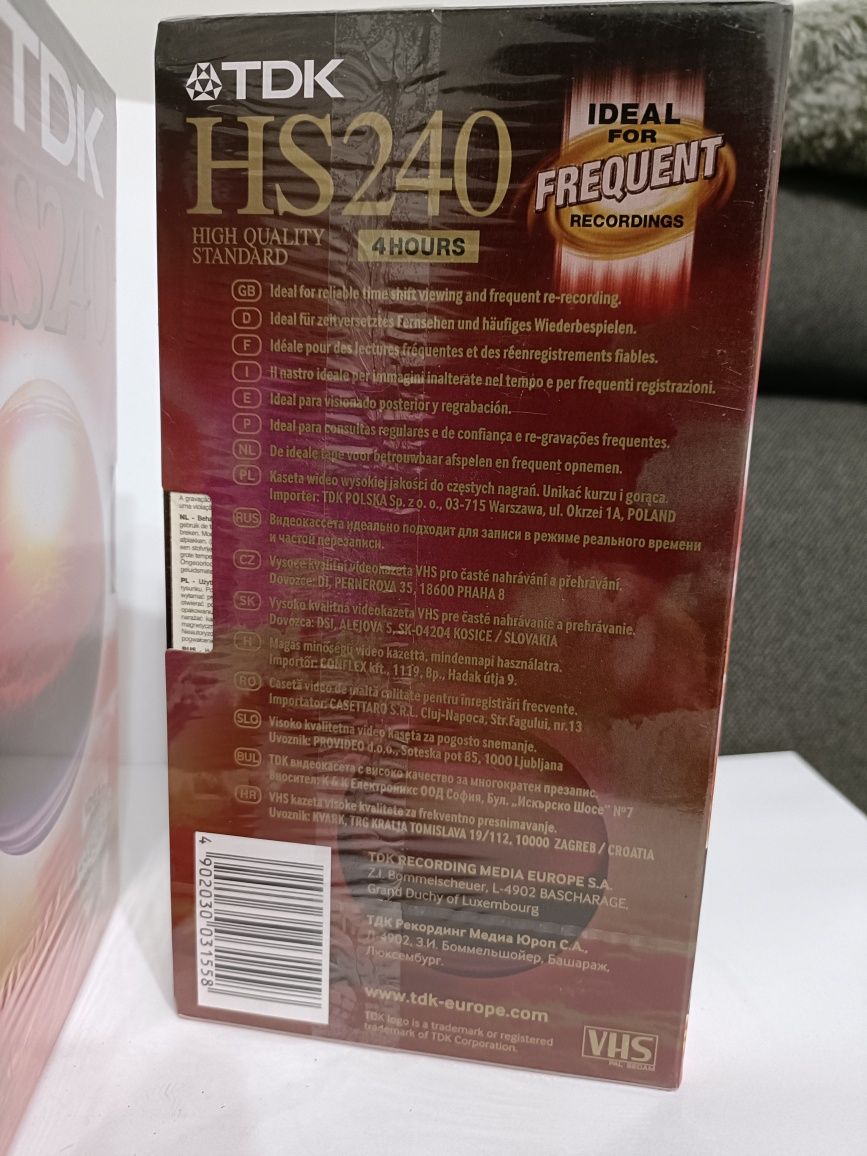 TDK
HS240
HIGH QUALITY
STANDARD
4 HOURS
IDEAL
FOR
FREQUENT
RECORDINGS
GB Ideal for reliable time shift viewing and frequent re-recording.
D Ideal für zeitversetztes Fernsehen und häufiges Wiederbespielen.
F Idéale pour des lectures fréquentes et des réenregistrements fiables.
I Il nastro ideale per immagini inalterate nel tempo e per frequenti registrazioni.
E Ideal para visionado posterior y regrabación.
P Ideal para consultas regulares e de confiança e re-gravações frequentes.
NL De ideale tape voor betrouwbaar afspelen en frequent opnemen.
PL Kaseta wideo wysokiej jakości do częstych nagrań. Unikać kurzu i gorąca.
Importer: TDK POLSKA Sp. z o. o., 03-715 Warszawa, ul. Okrzei 1A, POLAND
RUS Видеокассета идеально подходит для записи в режиме реального времени
и частой перезаписи.
CZ Vysoce kvalitní videokazeta VHS pro časté nahrávání a přehrávání.
Dovozce: DI, PERNEROVA 35, 18600 PHAHA 8
SK Vysoko kvalitná videokazeta VHS pre časté nahrávanie a prehrávanie.
Dovozca: DSI, ALEJOVA 5, SK-04204 KOSICE / SLOVAKIA
H Magas minőségű video kazetta, mindennapi használatra.
Importőr: CONFLEX kft., 1119, Bp., Hadak útja 9.
RO Casetă video de înaltă calitate pentru înregistrări frecvente.
Importator: CASETTARO S.R.L. Cluj-Napoca, Str.Fagului, nr.13
SLO Visoko kvalitetna video kaseta za pogosto snemanje.
Uvoznik: PROVIDEO d.o.o., Soteska pot 85, 1000 Ljubljana
BUL TDK видеокасета с високо качество за многократен презапис.
Вносител: К & К Електроникс ООД София, Бул. „Искърско Шосе“ №7
HR VHS kazeta visoke kvalitete za frekventno presnimavanje.
Uvoznik: KVARK, TRG KRALJA TOMISLAVA 19/112, 10000 ZAGREB / CROATIA
4 902030 031558
TDK RECORDING MEDIA EUROPE S.A.
Z.I. Bommelscheuer, L-4902 BASCHARAGE,
Grand Duchy of Luxembourg
ТДК Рекординг Медиа Юроп С.А.,
Л-4902, З.И. Боммельшойер, Башараж,
Люксембург.
www.tdk-europe.com
TDK logo is a trademark or registered
trademark of TDK Corporation.
VHS
PAL SECAM
TDK
HS240